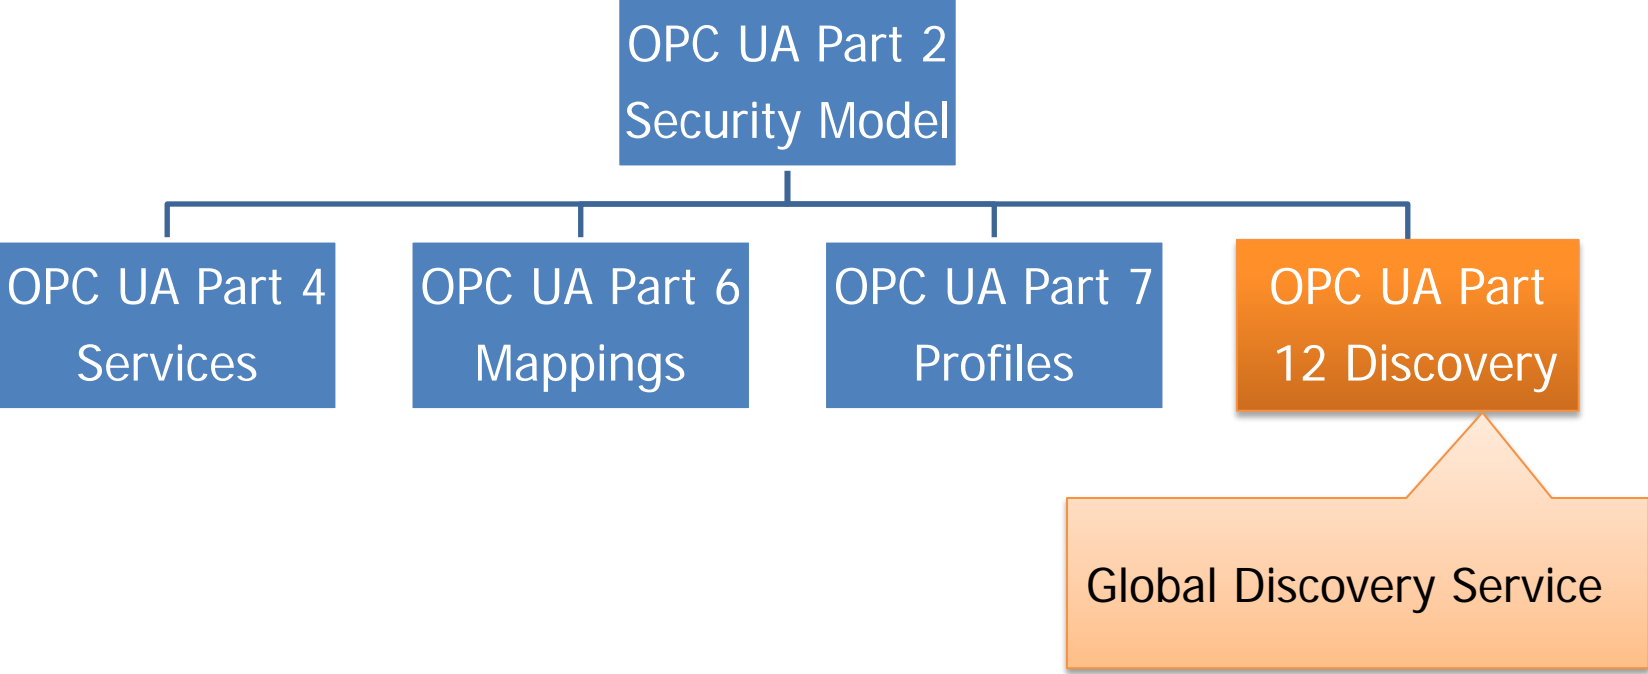 OPC UA Part 2
Security Model
OPC UA Part 4
Services
OPC UA Part 6
Mappings
OPC UA Part 7
Profiles
OPC UA Part
12 Discovery
Global Discovery Service